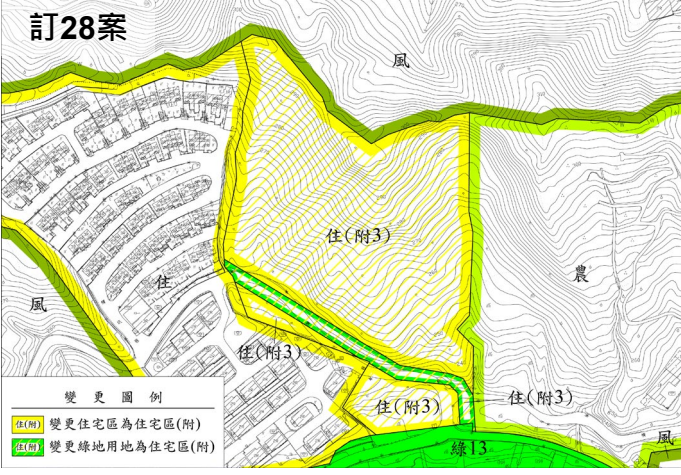 訂28案
風
住(附3)
農
住
風
住(附3)
住(附3)
住(附3)
綠13
風
變更圖例
住(附) 變更住宅區為住宅區(附)
住(附) 變更綠地用地為住宅區(附)